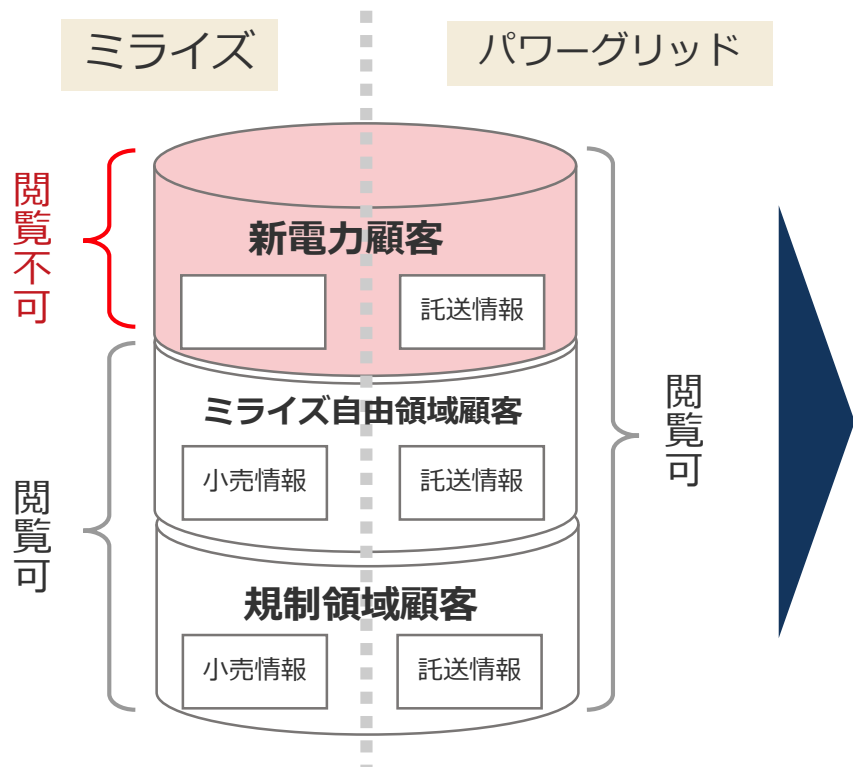 ミライズ
パワーグリッド
閲覧不可
新電力顧客
託送情報
ミライズ自由領域顧客
小売情報
託送情報
閲覧可
閲覧可
規制領域顧客
小売情報
託送情報